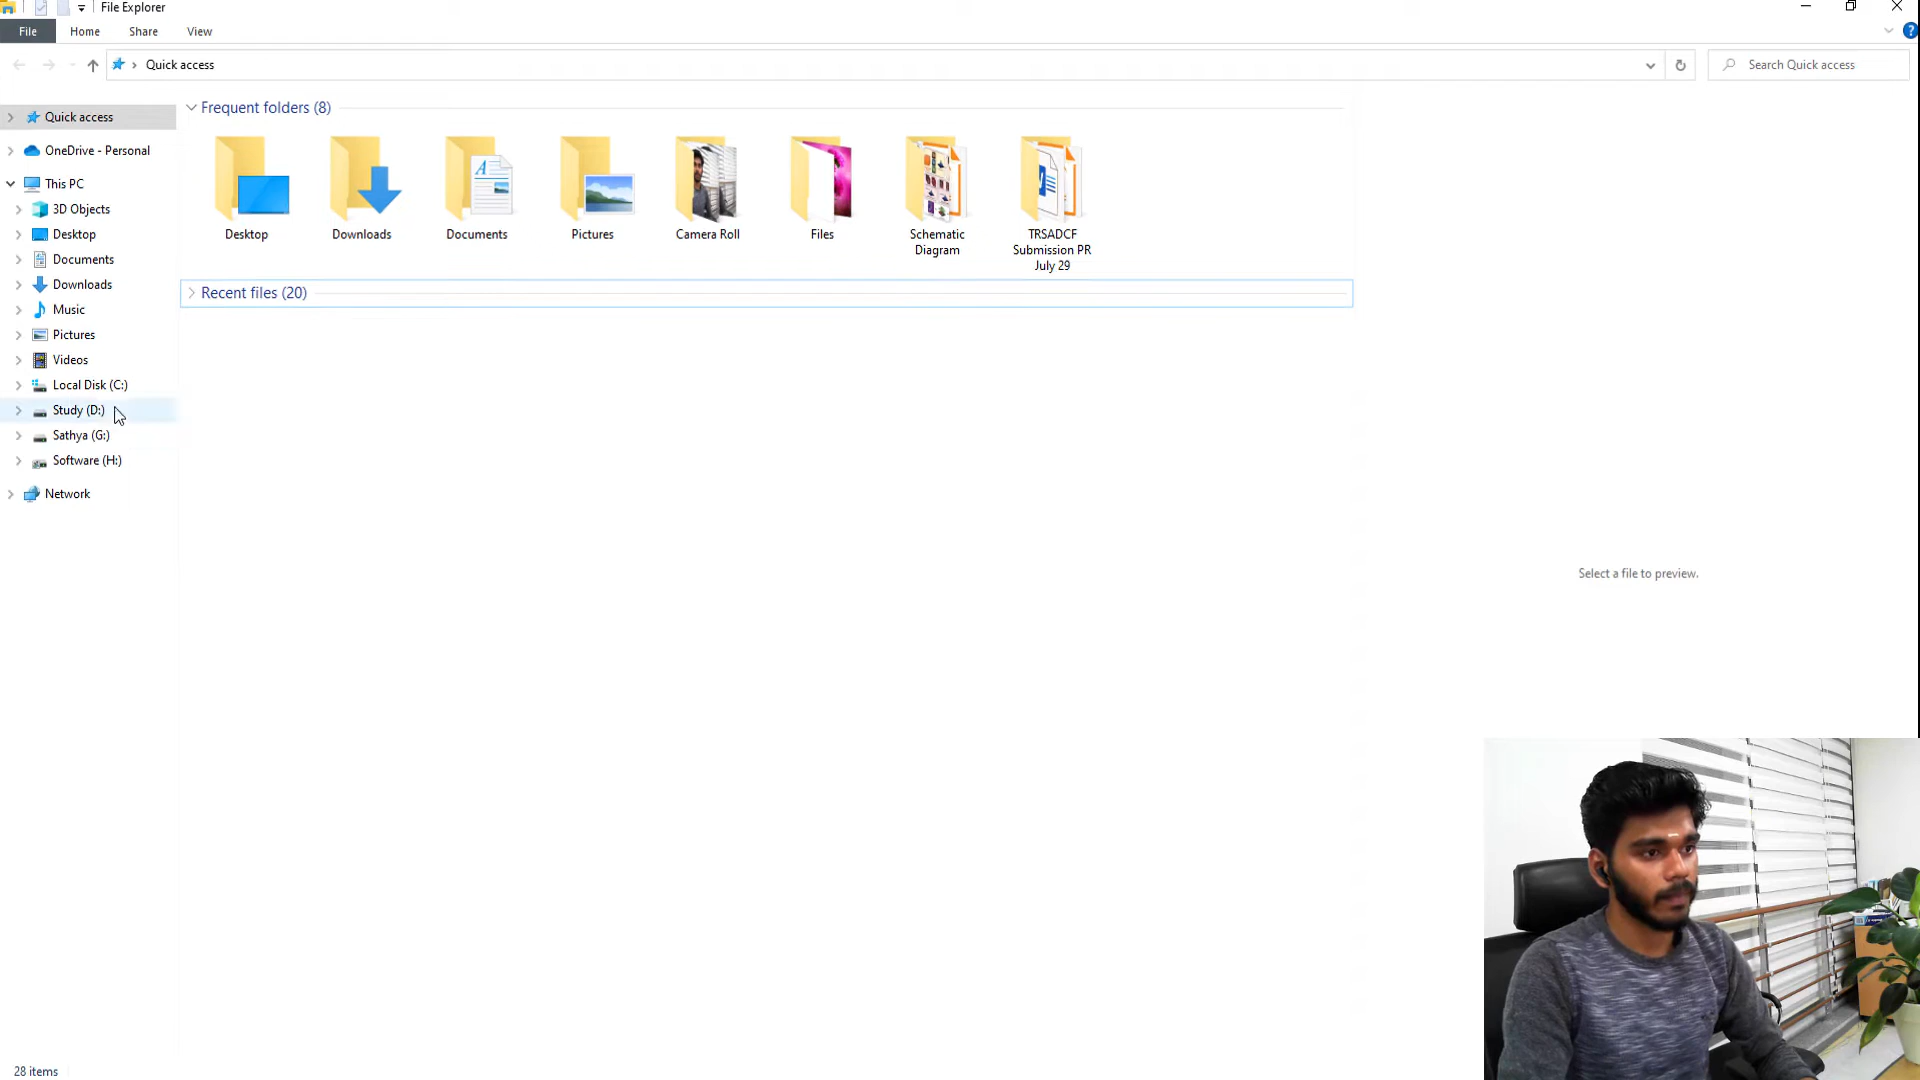 File Explorer
File Home Share View
Quick access
Search Quick access
Quick access
OneDrive - Personal
This PC
3D Objects
Desktop
Documents
Downloads
Music
Pictures
Videos
Local Disk (C:)
Study (D:)
Sathya (G:)
Software (H:)
Network
Frequent folders (8)
Desktop
Downloads
Documents
Pictures
Camera Roll
Files
Schematic
Diagram
TRSADCF
Submission PR
July 29
Recent files (20)
Select a file to preview.
28 items